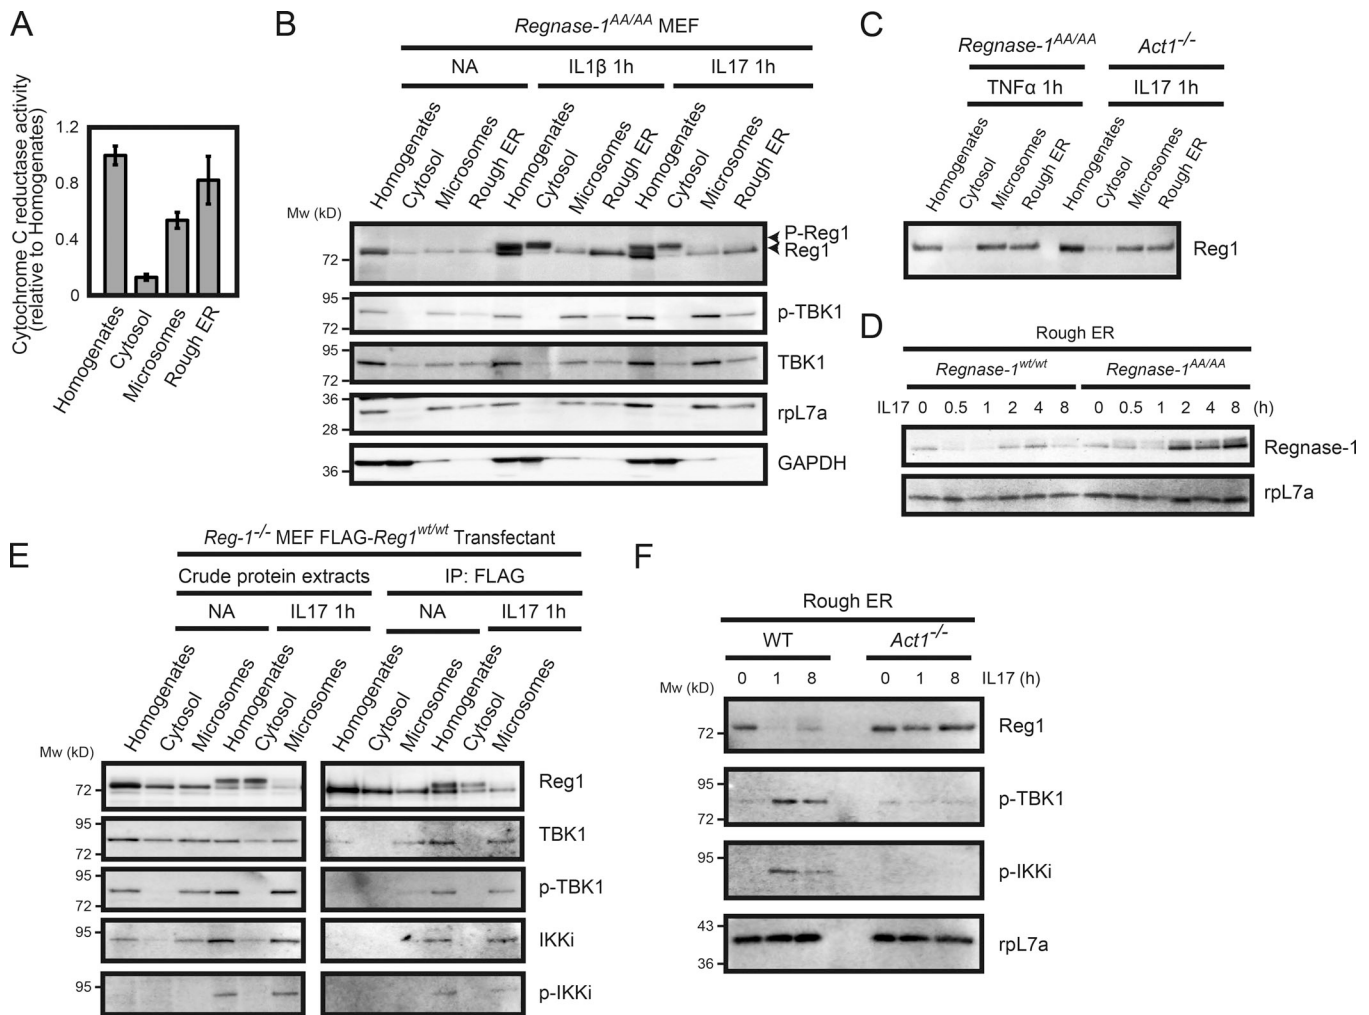 A
Cytochrome C reductase activity
(relative to Homogenates)
1.2
0.8
0.4
0
Homogenates
Cytosol
Microsomes
Rough ER
B
Regnase-1AA/AA MEF
NA IL1β 1h IL17 1h
Homogenates Cytosol Microsomes Rough ER Homogenates Cytosol Microsomes Rough ER Homogenates Cytosol Microsomes Rough ER
Mw (kD)
P-Reg1
Reg1
72
95
p-TBK1
72
95
TBK1
72
36
rpL7a
28
36
GAPDH
C
Regnase-1AA/AA Act1-/-
TNFα 1h IL17 1h
Homogenates Cytosol Microsomes Rough ER Homogenates Cytosol Microsomes Rough ER
Reg1
D
Rough ER
Regnase-1wt/wt Regnase-1AA/AA
IL17 0 0.5 1 2 4 8 0 0.5 1 2 4 8 (h)
Regnase-1
rpL7a
E
Reg-1-/- MEF FLAG-Reg1wt/wt Transfectant
Crude protein extracts IP: FLAG
NA IL17 1h NA IL17 1h
Homogenates Cytosol Microsomes Homogenates Cytosol Microsomes Homogenates Cytosol Microsomes Homogenates Cytosol Microsomes
Mw (kD)
72 Reg1
95
TBK1
72
95
p-TBK1
72
95
IKKi
95
p-IKKi
F
Rough ER
WT Act1-/-
0 1 8 0 1 8 IL17 (h)
Mw (kD)
Reg1
72
95
p-TBK1
72
95
p-IKKi
43
rpL7a
36